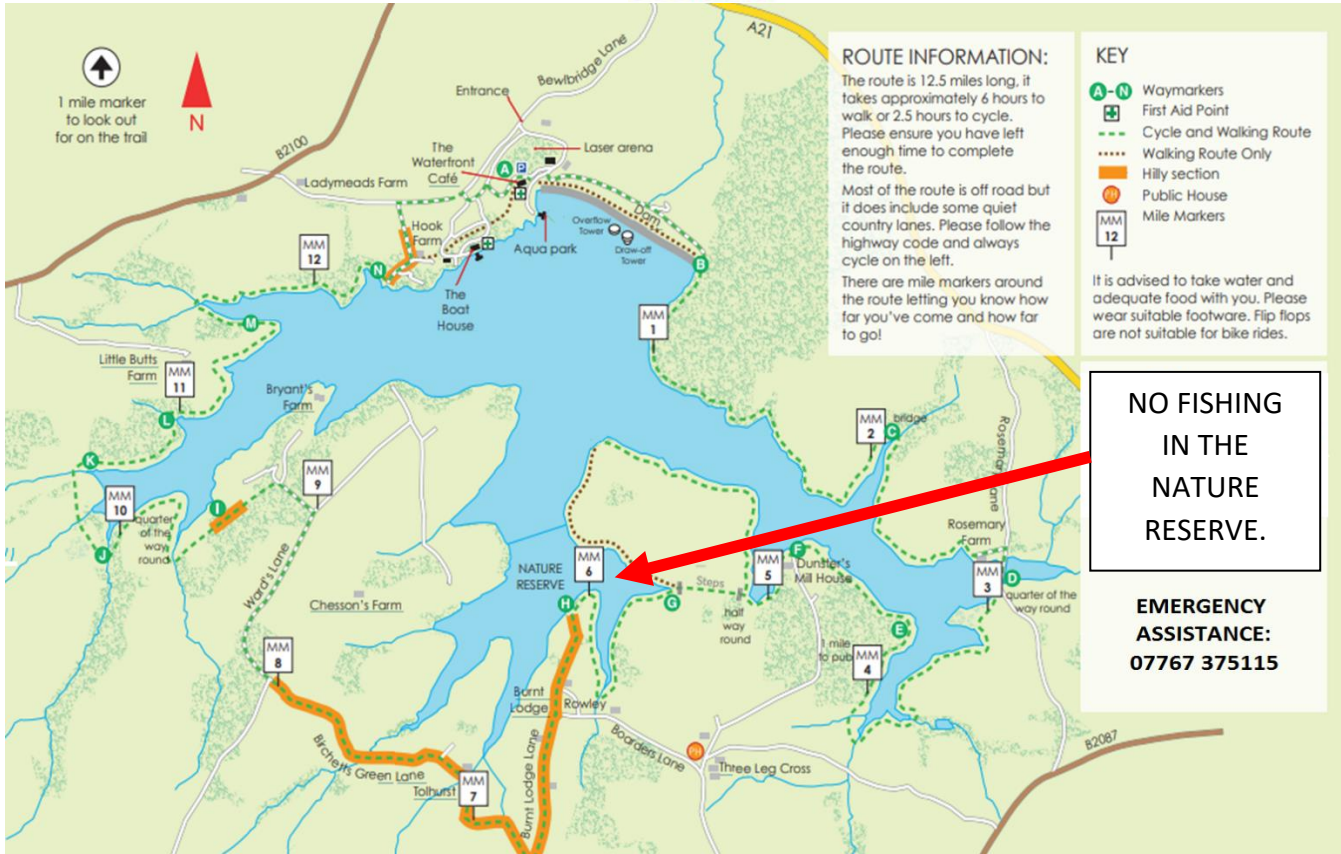 1 mile marker
to look out
for on the trail
N
B2100
A21
Bewlbridge Lane
Entrance
Laser arena
The
Waterfront
Café
A
P
Ladymeads Farm
Hook
Farm
Dam
Overflow
Tower
Draw-off
Tower
Aqua park
B
N
MM
12
The
Boat
House
MM
1
M
Little Butts
Farm
MM
11
L
Bryant's
Farm
K
MM
10
J
quarter
of the
way
round
I
MM
9
Ward's Lane
MM
2
bridge
C
Rosemary Lane
Rosemary
Farm
MM
3
D
quarter of the
way round
F
Dunster's
Mill House
MM
5
Steps
half
way
round
E
1 mile
to pub
MM
4
NATURE
RESERVE
MM
6
H
G
Chesson's Farm
MM
8
Birchetts Green Lane
Tolhurst
MM
7
Burnt
Lodge
Rowley
Burnt Lodge Lane
Boarders Lane
PH
Three Leg Cross
B2087
ROUTE INFORMATION:
The route is 12.5 miles long, it
takes approximately 6 hours to
walk or 2.5 hours to cycle.
Please ensure you have left
enough time to complete
the route.
Most of the route is off road but
it does include some quiet
country lanes. Please follow the
highway code and always
cycle on the left.
There are mile markers around
the route letting you know how
far you've come and how far
to go!
KEY
A-N Waymarkers
First Aid Point
Cycle and Walking Route
Walking Route Only
Hilly section
PH Public House
MM
12
Mile Markers
It is advised to take water and
adequate food with you. Please
wear suitable footware. Flip flops
are not suitable for bike rides.
NO FISHING
IN THE
NATURE
RESERVE.
EMERGENCY
ASSISTANCE:
07767 375115